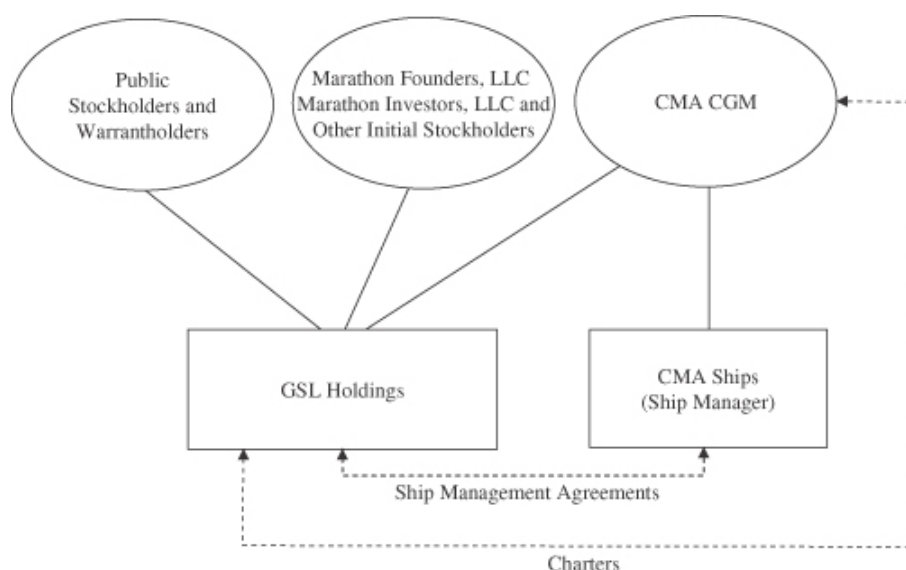 Public
Stockholders and
Warrantholders
Marathon Founders, LLC
Marathon Investors, LLC and
Other Initial Stockholders
CMA CGM
GSL Holdings
CMA Ships
(Ship Manager)
Ship Management Agreements
Charters